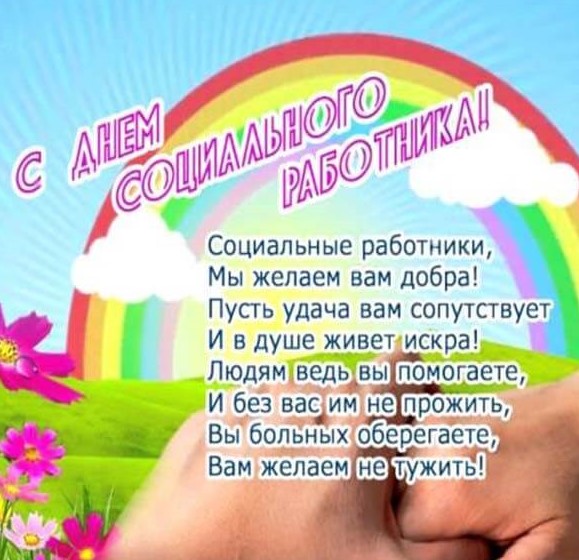 С ДНЕМ
СОЦИАЛЬНОГО
РАБОТНИКА!
Социальные работники,
Мы желаем вам добра!
Пусть удача вам сопутствует
И в душе живет искра!
Людям ведь вы помогаете,
И без вас им не прожить,
Вы больных оберегаете,
Вам желаем не тужить!